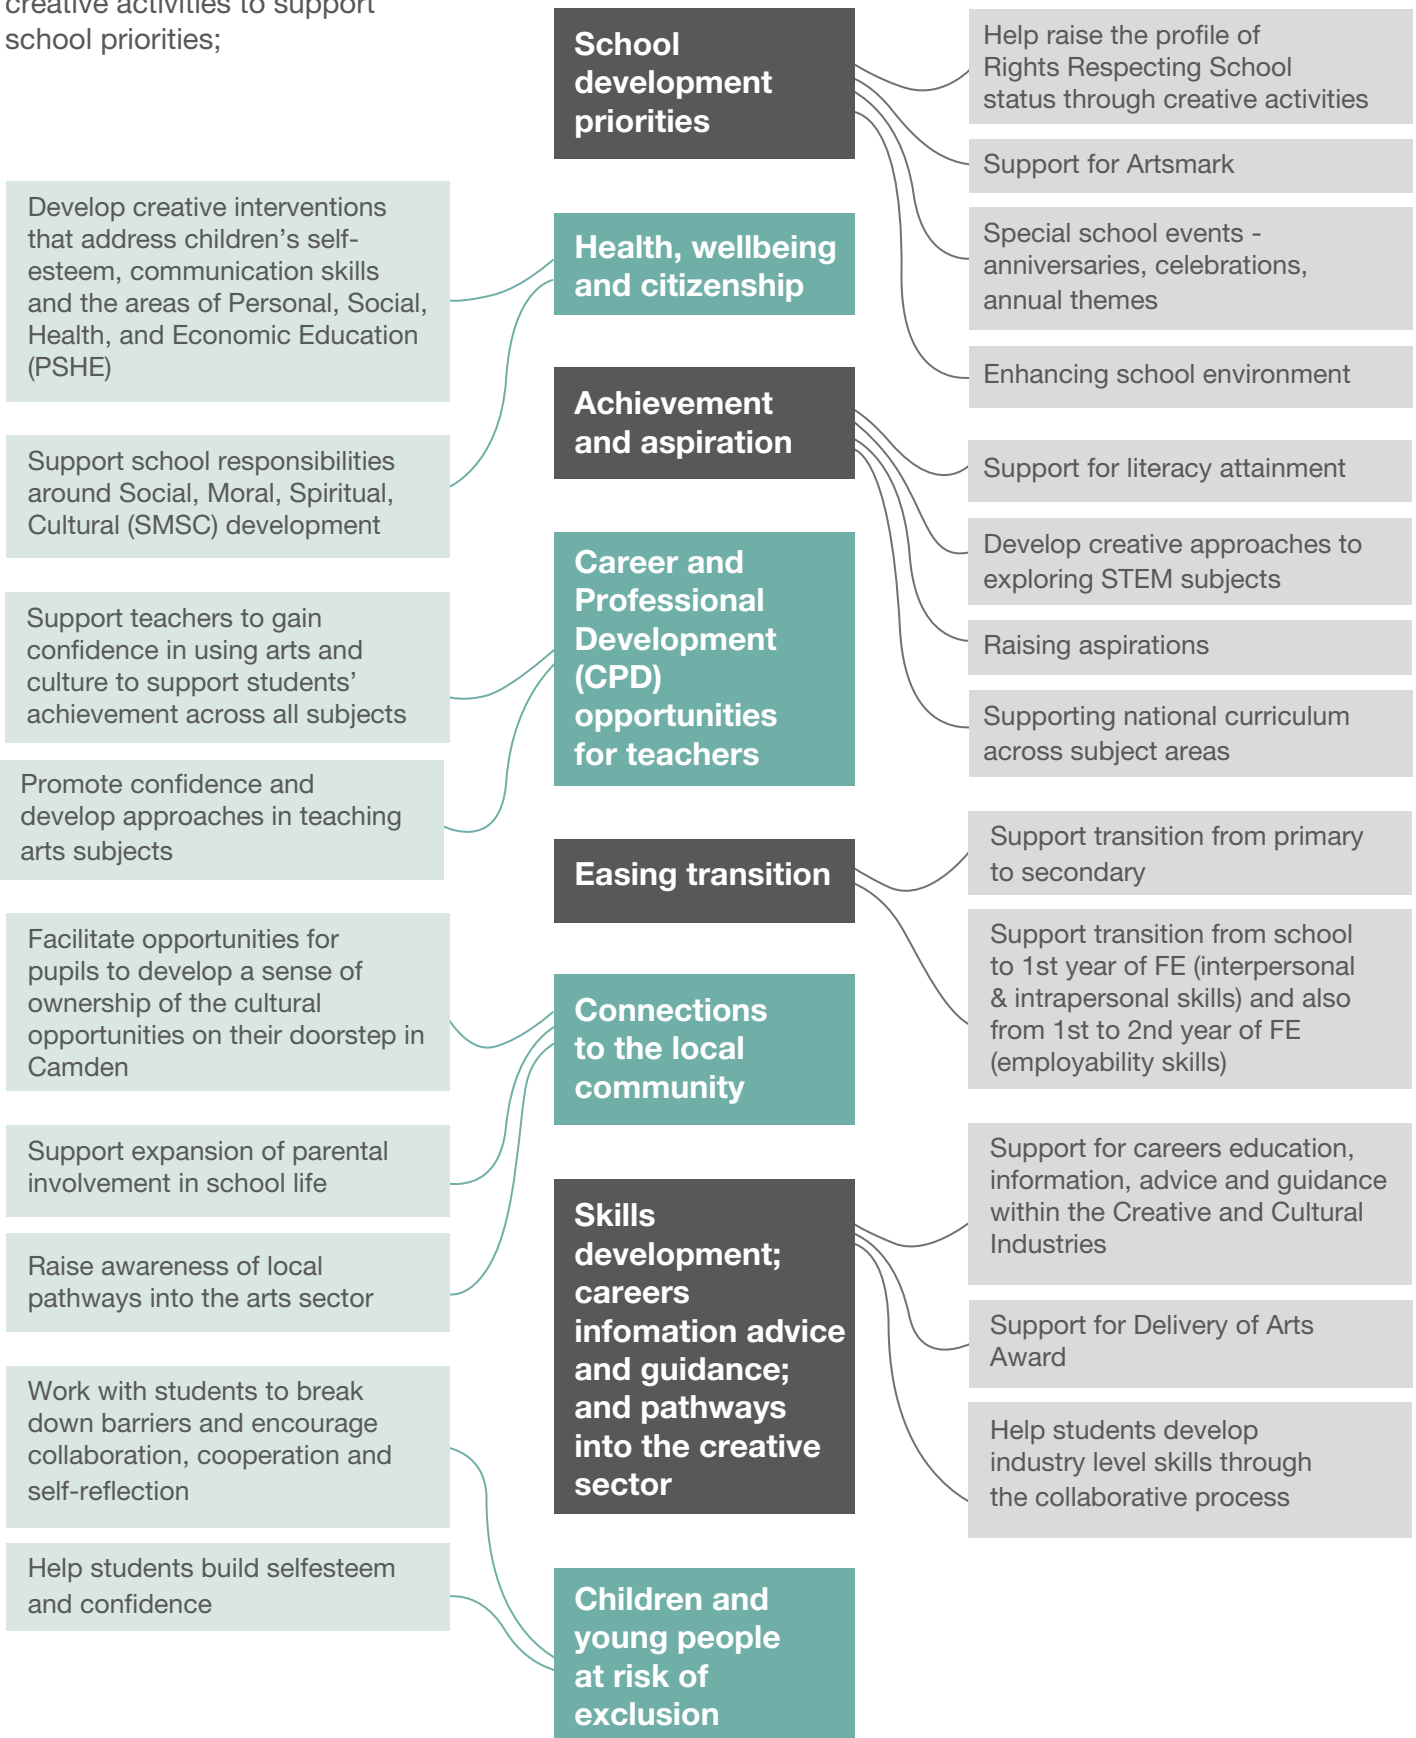 creative activities to support
school priorities;
School
development
priorities
Help raise the profile of
Rights Respecting School
status through creative activities
Support for Artsmark
Special school events -
anniversaries, celebrations,
annual themes
Enhancing school environment
Health, wellbeing
and citizenship
Develop creative interventions
that address children’s self-
esteem, communication skills
and the areas of Personal, Social,
Health, and Economic Education
(PSHE)
Support school responsibilities
around Social, Moral, Spiritual,
Cultural (SMSC) development
Achievement
and aspiration
Support for literacy attainment
Develop creative approaches to
exploring STEM subjects
Raising aspirations
Supporting national curriculum
across subject areas
Career and
Professional
Development
(CPD)
opportunities
for teachers
Support teachers to gain
confidence in using arts and
culture to support students’
achievement across all subjects
Promote confidence and
develop approaches in teaching
arts subjects
Easing transition
Support transition from primary
to secondary
Support transition from school
to 1st year of FE (interpersonal
& intrapersonal skills) and also
from 1st to 2nd year of FE
(employability skills)
Connections
to the local
community
Facilitate opportunities for
pupils to develop a sense of
ownership of the cultural
opportunities on their doorstep in
Camden
Support expansion of parental
involvement in school life
Raise awareness of local
pathways into the arts sector
Skills
development;
careers
infomation advice
and guidance;
and pathways
into the creative
sector
Support for careers education,
information, advice and guidance
within the Creative and Cultural
Industries
Support for Delivery of Arts
Award
Help students develop
industry level skills through
the collaborative process
Children and
young people
at risk of
exclusion
Work with students to break
down barriers and encourage
collaboration, cooperation and
self-reflection
Help students build selfesteem
and confidence